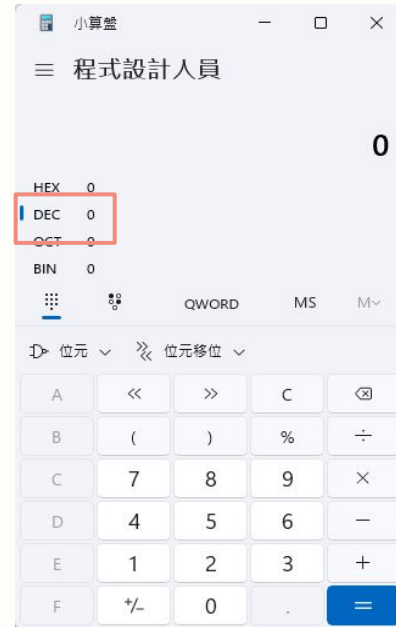 小算盤
程式設計人員
0
HEX 0
DEC 0
OCT 0
BIN 0
QWORD MS M
位元 位元移位
A << >> C
B ( ) % ÷
C 7 8 9 ×
D 4 5 6 −
E 1 2 3 +
F +/- 0 . =